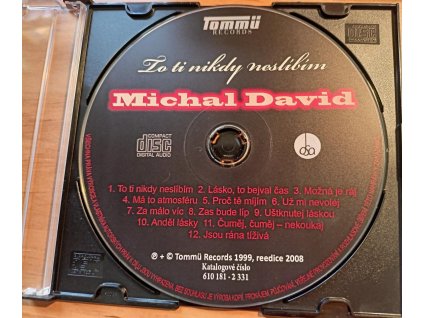 Tommü
RECORDS
To ti nikdy neslíbím
Michal David
COMPACT
disc
DIGITAL AUDIO
osa
1. To ti nikdy neslíbím 2. Lásko, to bejval čas 3. Možná je ráj
4. Má to atmosféru 5. Proč tě míjím 6. Už mi nevolej
7. Za málo víc 8. Zas bude líp 9. Uštknutej láskou
10. Anděl lásky 11. Čuměj, čuměj – nekoukaj
12. Jsou rána tíživá
℗ + © Tommü Records 1999, reedice 2008
Katalogové číslo
610 181 - 2 331